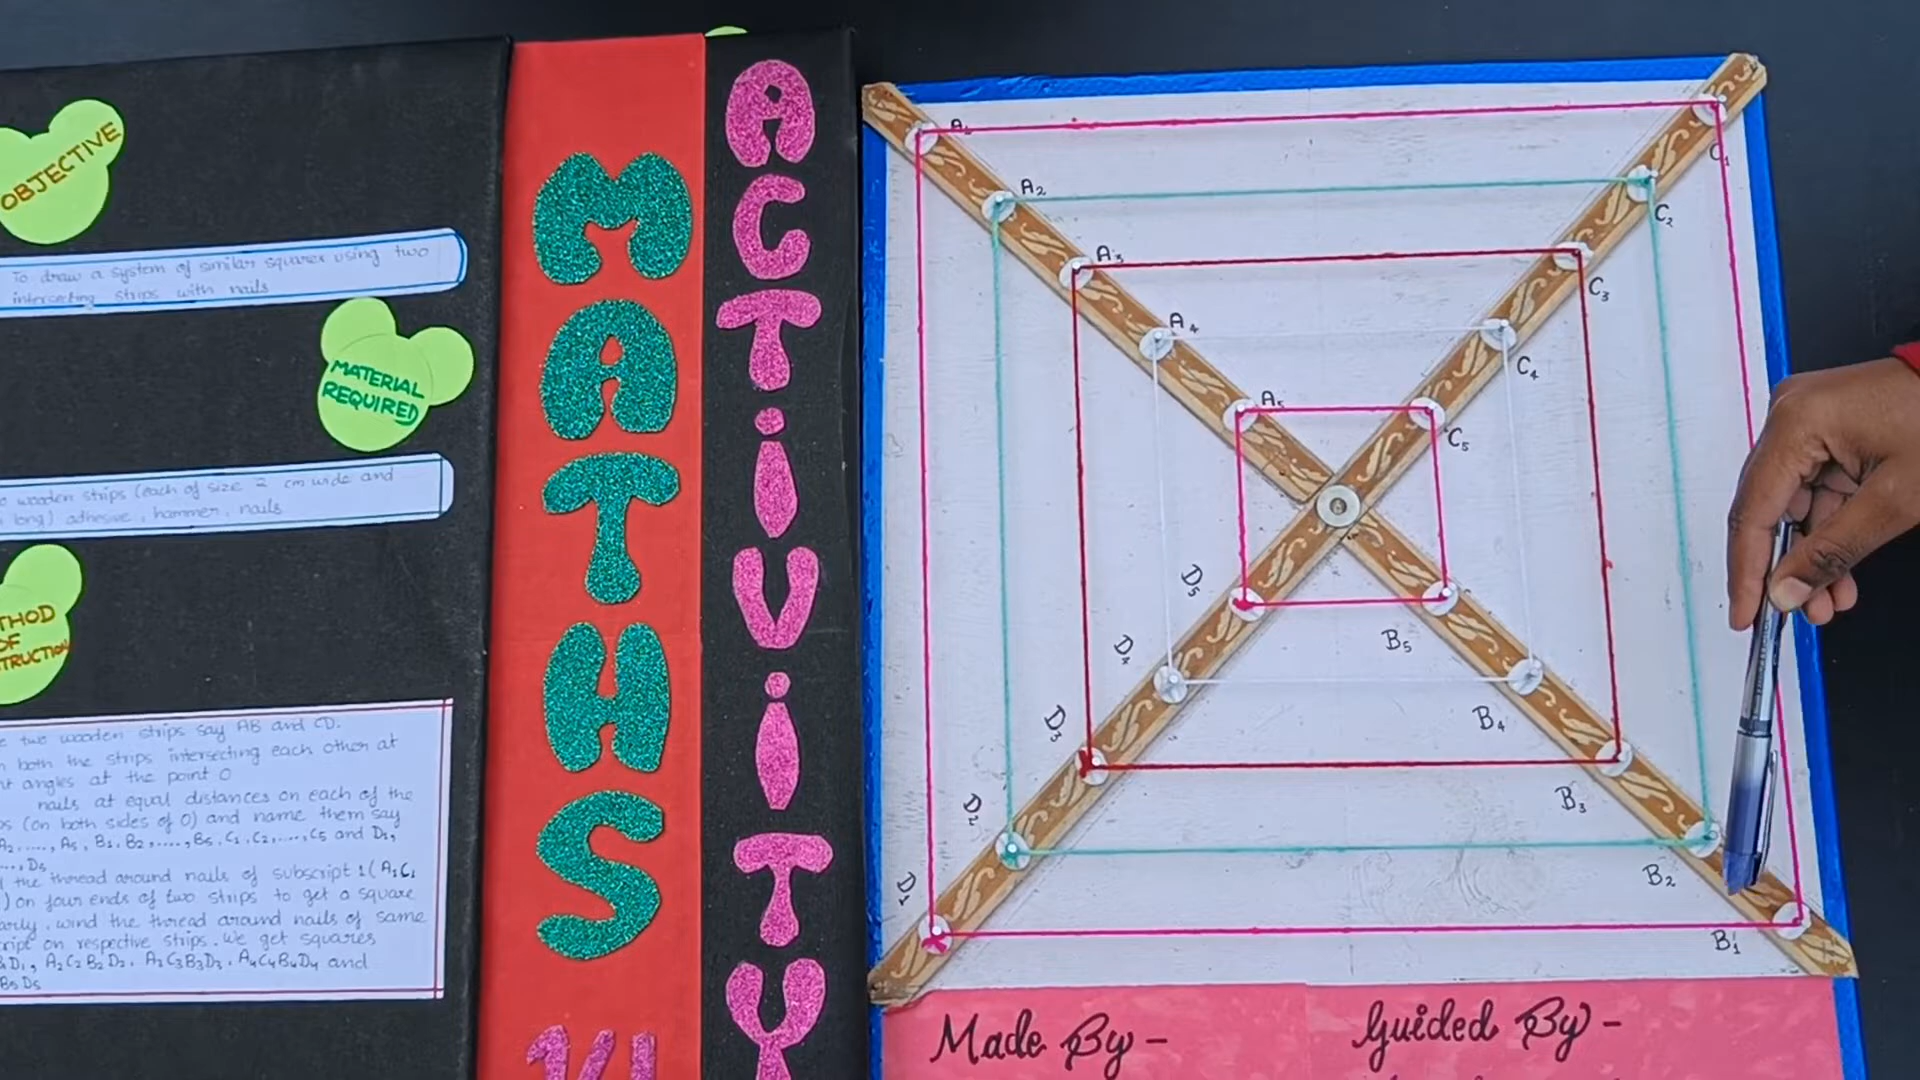 OBJECTIVE
To draw a system of similar squares using two
intersecting strips with nails
MATERIAL
REQUIRED
wooden strips (each of size 2 cm wide and
long) adhesive, hammer, nails
OF
two wooden strips say AB and CD.
both the strips intersecting each other at
angles at the point O
nails at equal distances on each of the
(on both sides of O) and name them say
A₂, ....., A₅, B₁, B₂, ....., B₅, C₁, C₂, ...., C₅ and D₁,
...., D₅
the thread around nails of subscript 1 (A₁C₁
) on four ends of two strips to get a square
wind the thread around nails of same
on respective strips. We get squares
D₁, A₂C₂B₂D₂, A₃C₃B₃D₃, A₄C₄B₄D₄ and
B₅D₅
MATHS
ACTIVITY
A₁
C₁
A₂
C₂
A₃
C₃
A₄
C₄
A₅
C₅
D₅
B₅
D₄
B₄
D₃
B₃
D₂
B₂
D₁
B₁
Made By -
Guided By -